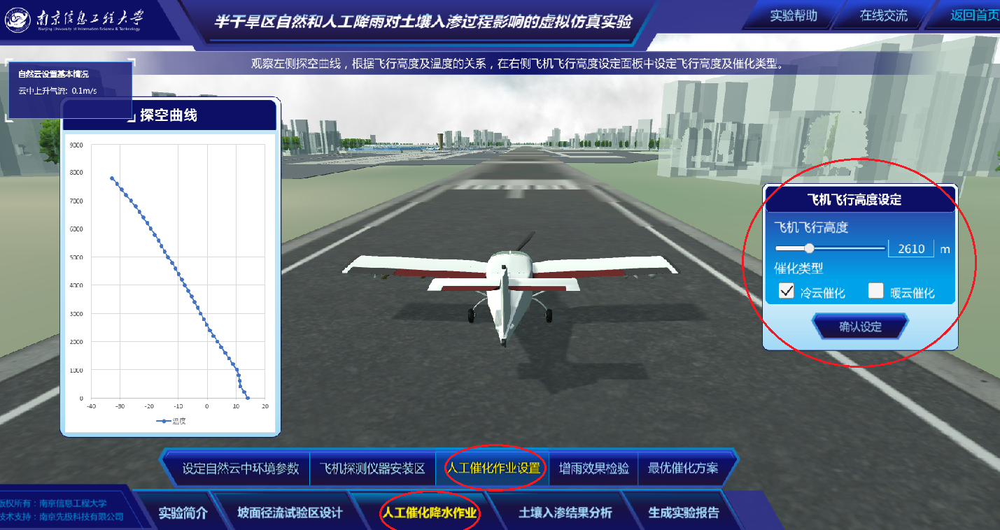 南京信息工程大学
Nanjing University of Information Science & Technology
半干旱区自然和人工降雨对土壤入渗过程影响的虚拟仿真实验
实验帮助
在线交流
返回首页
观察左侧探空曲线，根据飞行高度及温度的关系，在右侧飞机飞行高度设定面板中设定飞行高度及催化类型。
自然云设置基本情况
云中上升气流: 0.1m/s
探空曲线
9000
8000
7000
6000
5000
4000
3000
2000
1000
0
-40 -30 -20 -10 0 10 20
温度
飞机飞行高度设定
飞机飞行高度
2610 m
催化类型
冷云催化 暖云催化
确认设定
设定自然云中环境参数 飞机探测仪器安装区 人工催化作业设置 增雨效果检验 最优催化方案
版权所有：南京信息工程大学
技术支持：南京先极科技有限公司
实验简介 坡面径流试验区设计 人工催化降水作业 土壤入渗结果分析 生成实验报告